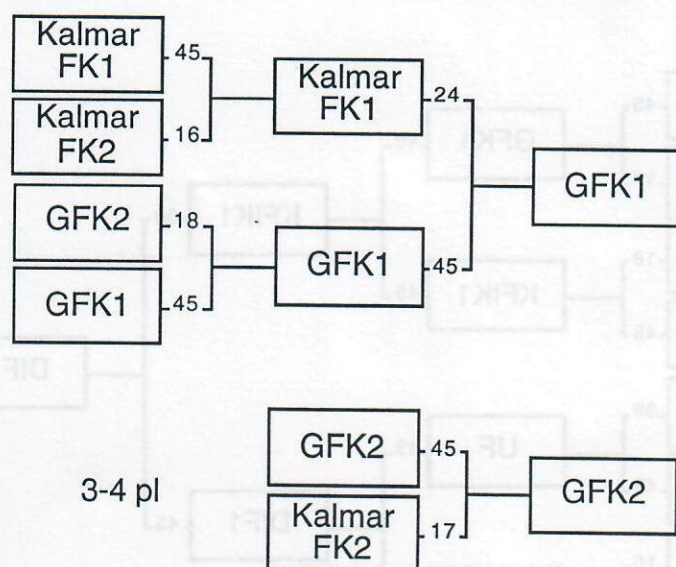 Kalmar
FK1
45
Kalmar
FK2
16
GFK2
18
GFK1
45
Kalmar
FK1
24
GFK1
45
GFK1
3-4 pl
GFK2
45
Kalmar
FK2
17
GFK2